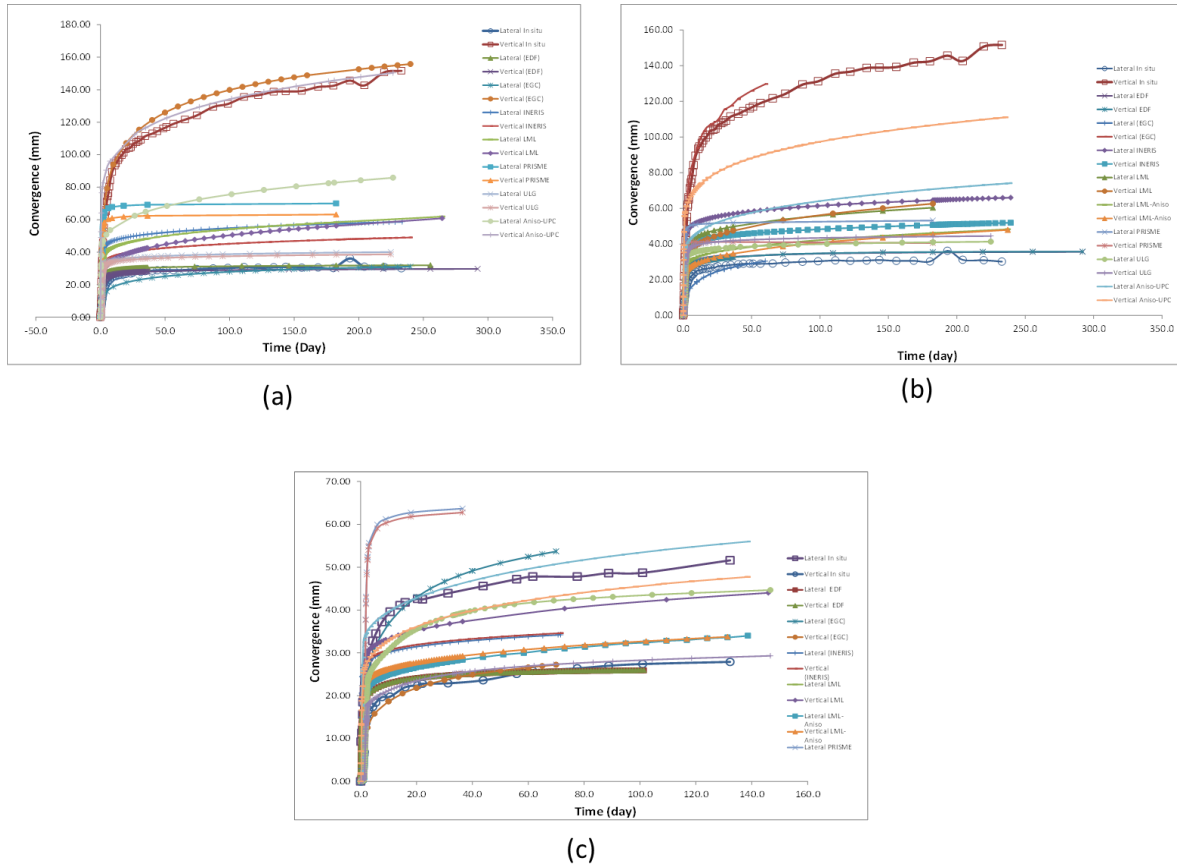 180.00
160.00
140.00
120.00
100.00
80.00
60.00
40.00
20.00
0.00
Convergence (mm)
-50.0
0.0
50.0
100.0
150.0
200.0
250.0
300.0
350.0
Time (Day)
Lateral In situ
Vertical In situ
Lateral (EDF)
Vertical (EDF)
Lateral (EGC)
Vertical (EGC)
Lateral INERIS
Vertical INERIS
Lateral LML
Vertical LML
Lateral PRISME
Vertical PRISME
Lateral ULG
Vertical ULG
Lateral Aniso-UPC
Vertical Aniso-UPC
(a)
160.00
140.00
120.00
100.00
80.00
60.00
40.00
20.00
0.00
Convergence (mm)
0.0
50.0
100.0
150.0
200.0
250.0
300.0
Time (day)
Lateral In situ
Vertical In situ
Lateral EDF
Vertical EDF
Lateral (EGC)
Vertical (EGC)
Lateral INERIS
Vertical INERIS
Lateral LML
Vertical LML
Lateral LML-Aniso
Vertical LML-Aniso
Lateral PRISME
Vertical PRISME
Lateral ULG
Vertical ULG
Lateral Aniso-UPC
Vertical Aniso-UPC
(b)
70.00
60.00
50.00
40.00
30.00
20.00
10.00
0.00
Convergence (mm)
0.0
20.0
40.0
60.0
80.0
100.0
120.0
140.0
160.0
Time (day)
Lateral In situ
Vertical In situ
Lateral EDF
Vertical EDF
Lateral (EGC)
Vertical (EGC)
Lateral (INERIS)
Vertical
(INERIS)
Lateral LML
Vertical LML
Lateral LML-
Aniso
Vertical LML-
Aniso
Lateral PRISME
(c)